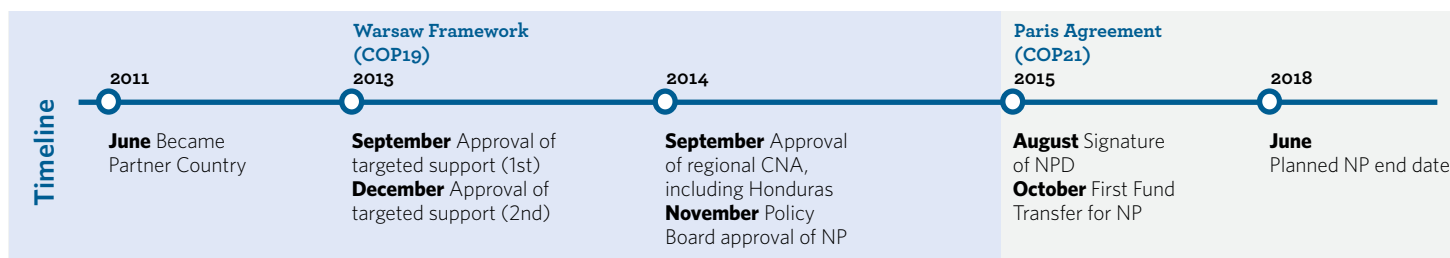 Timeline
2011
June Became
Partner Country
Warsaw Framework
(COP19)
2013
September Approval of
targeted support (1st)
December Approval of
targeted support (2nd)
2014
September Approval
of regional CNA,
including Honduras
November Policy
Board approval of NP
Paris Agreement
(COP21)
2015
August Signature
of NPD
October First Fund
Transfer for NP
2018
June
Planned NP end date